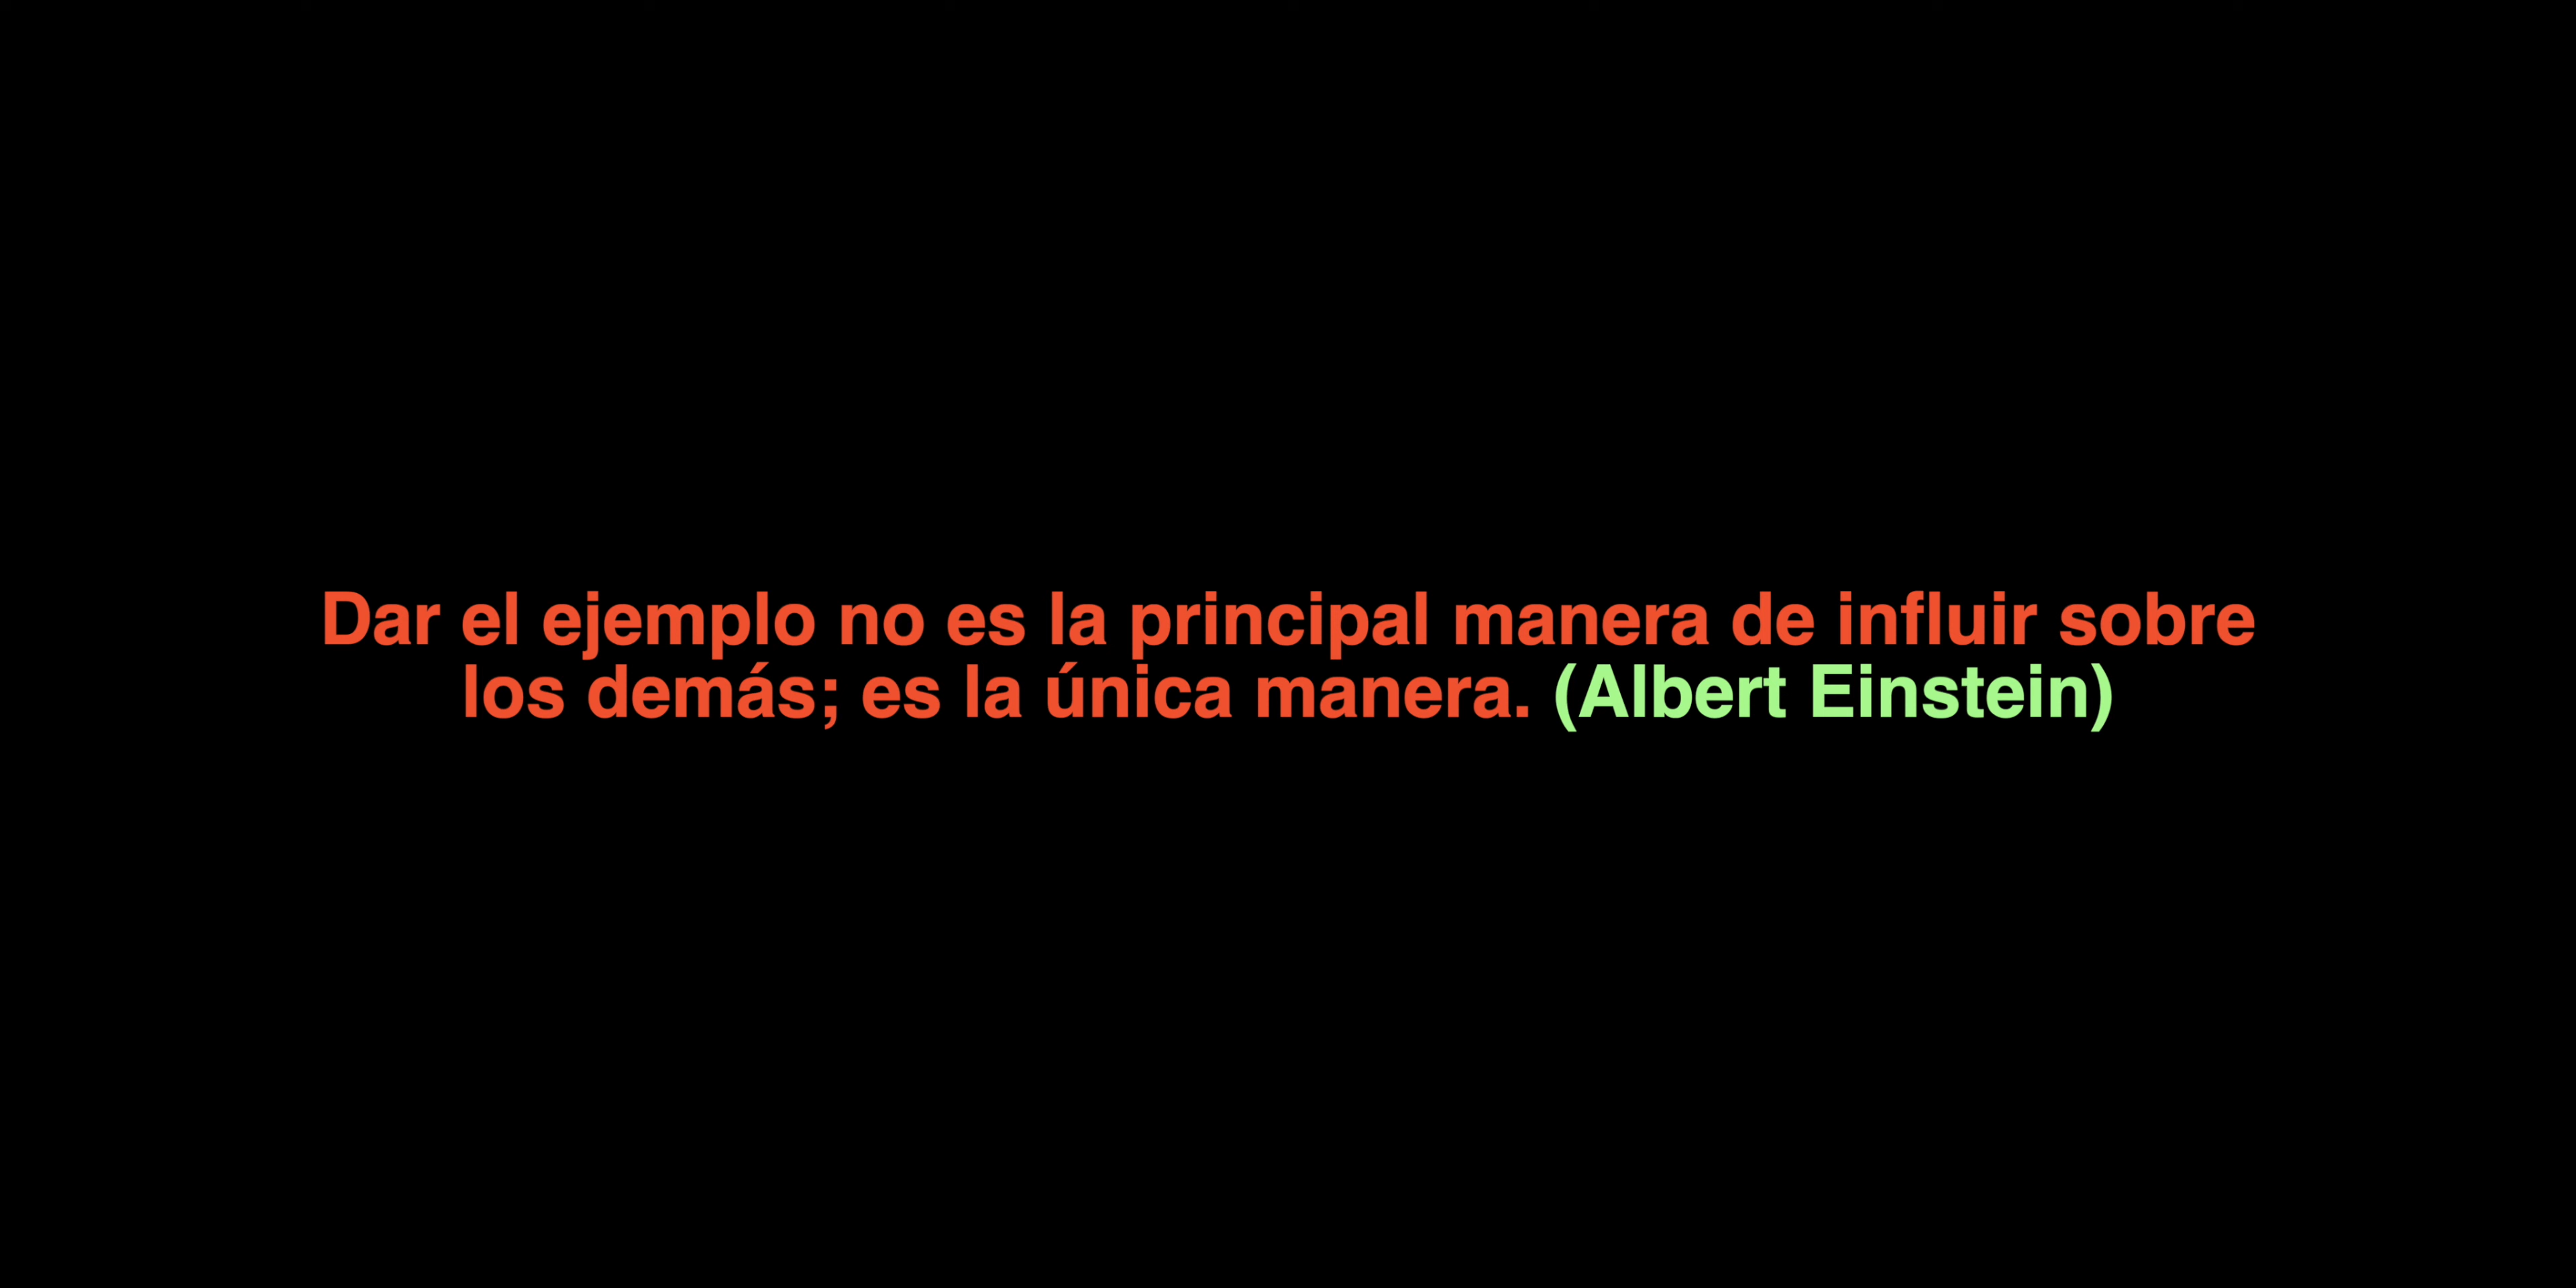 Dar el ejemplo no es la principal manera de influir sobre
los demás; es la única manera. (Albert Einstein)